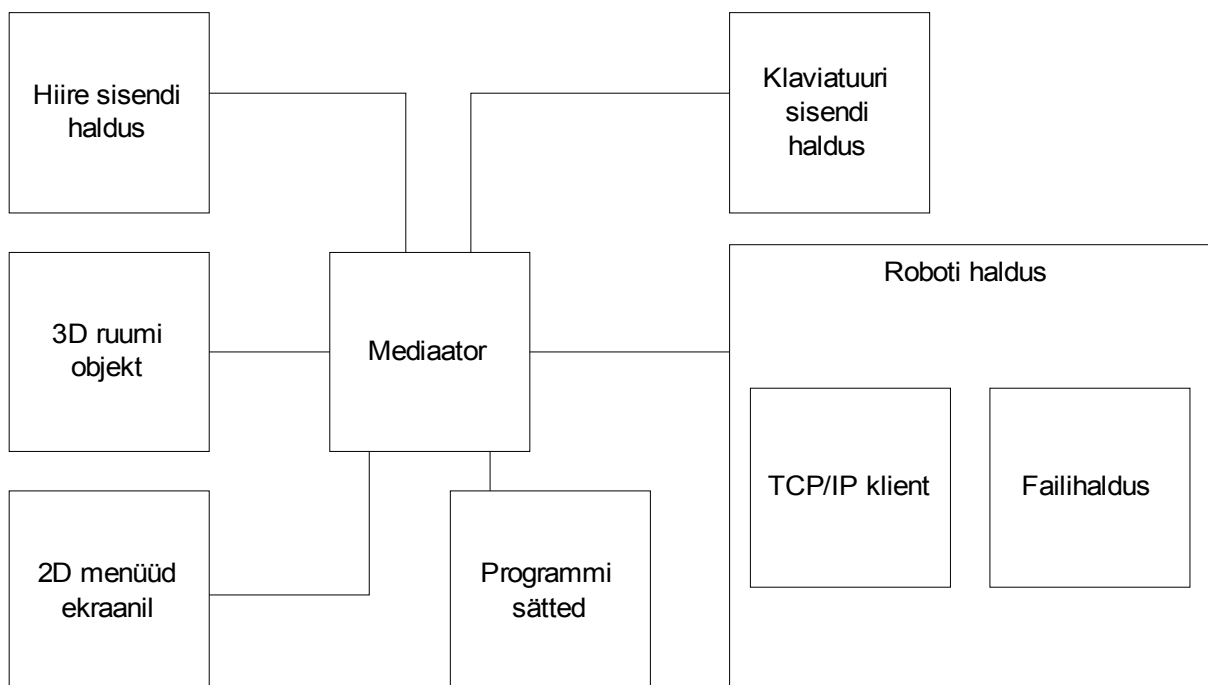 Hiire sisendi
haldus
Klaviatuuri
sisendi
haldus
3D ruumi
objekt
Mediaator
Roboti haldus
TCP/IP klient
Failihaldus
2D menüüd
ekraanil
Programmi
sätted